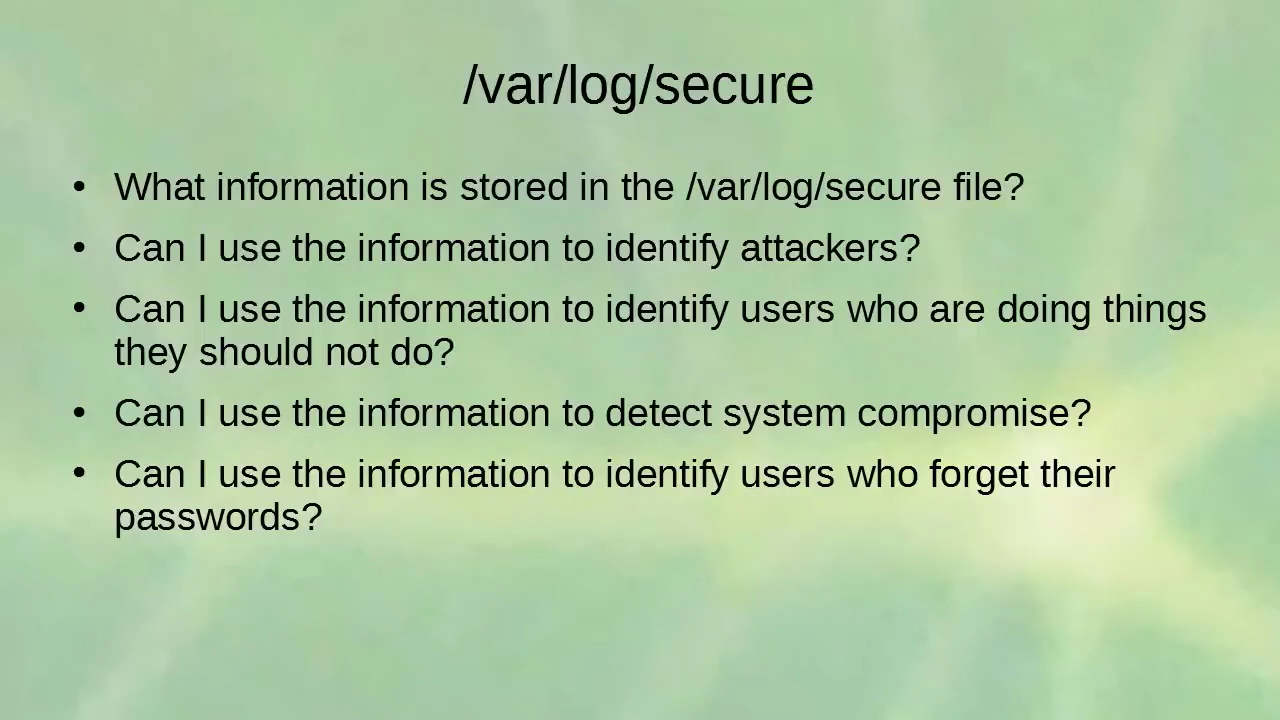 /var/log/secure
• What information is stored in the /var/log/secure file?
• Can I use the information to identify attackers?
• Can I use the information to identify users who are doing things
they should not do?
• Can I use the information to detect system compromise?
• Can I use the information to identify users who forget their
passwords?